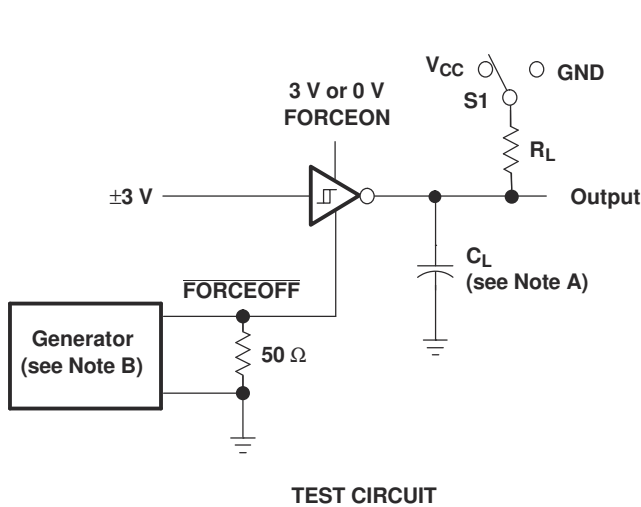 VCC
GND
S1
3 V or 0 V
FORCEON
RL
±3 V
Output
CL
(see Note A)
FORCEOFF
Generator
(see Note B)
50 Ω
TEST CIRCUIT